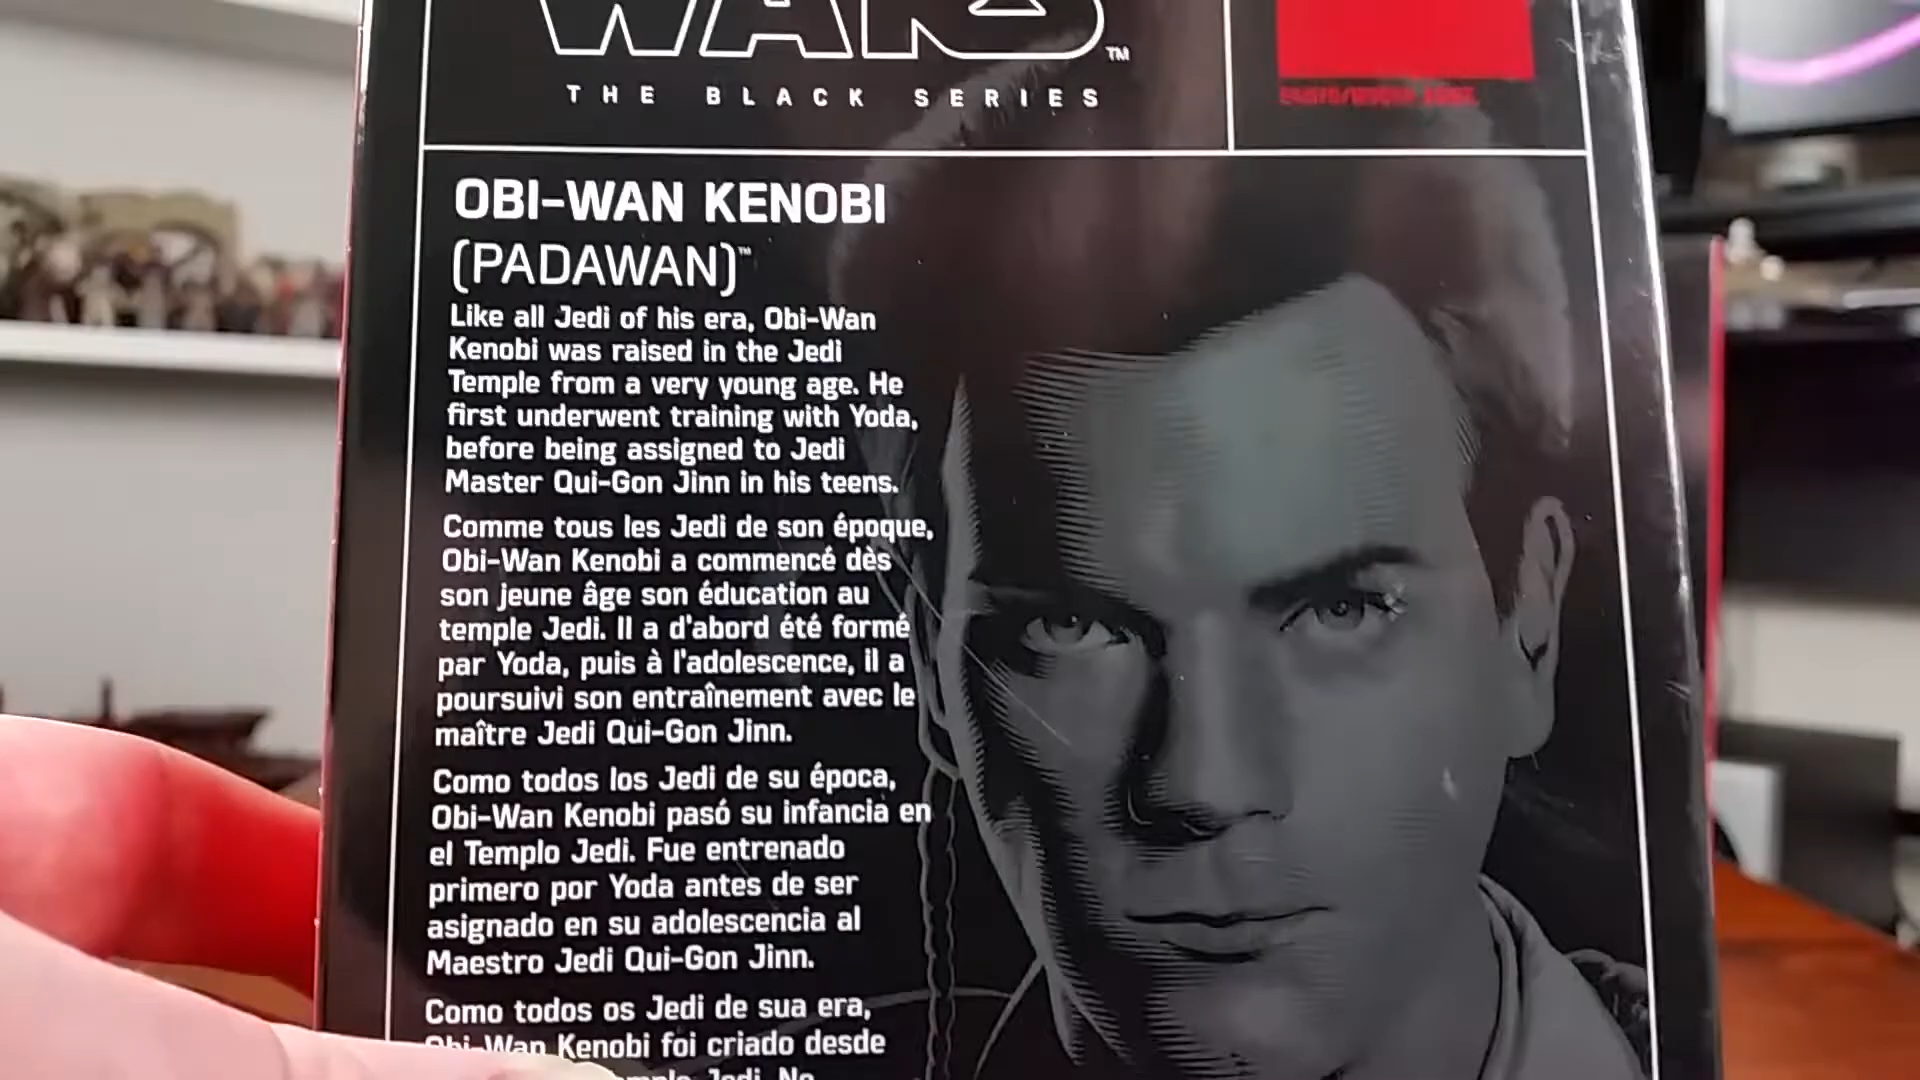 WARS™
THE BLACK SERIES
OBI-WAN KENOBI
(PADAWAN)™
Like all Jedi of his era, Obi-Wan
Kenobi was raised in the Jedi
Temple from a very young age. He
first underwent training with Yoda,
before being assigned to Jedi
Master Qui-Gon Jinn in his teens.
Comme tous les Jedi de son époque,
Obi-Wan Kenobi a commencé dès
son jeune âge son éducation au
temple Jedi. Il a d'abord été formé
par Yoda, puis à l'adolescence, il a
poursuivi son entraînement avec le
maître Jedi Qui-Gon Jinn.
Como todos los Jedi de su época,
Obi-Wan Kenobi pasó su infancia en
el Templo Jedi. Fue entrenado
primero por Yoda antes de ser
asignado en su adolescencia al
Maestro Jedi Qui-Gon Jinn.
Como todos os Jedi de sua era,
Obi-Wan Kenobi foi criado desde
Jedi. No